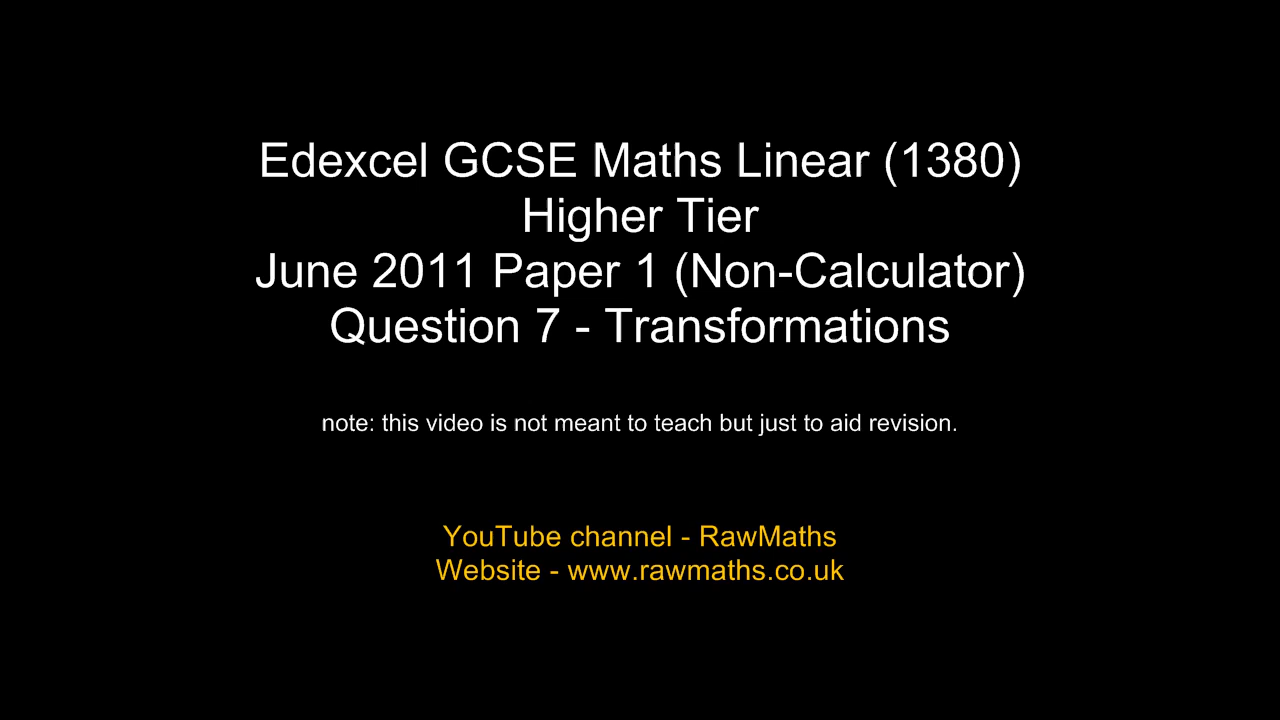 Edexcel GCSE Maths Linear (1380)
Higher Tier
June 2011 Paper 1 (Non-Calculator)
Question 7 - Transformations
note: this video is not meant to teach but just to aid revision.
YouTube channel - RawMaths
Website - www.rawmaths.co.uk